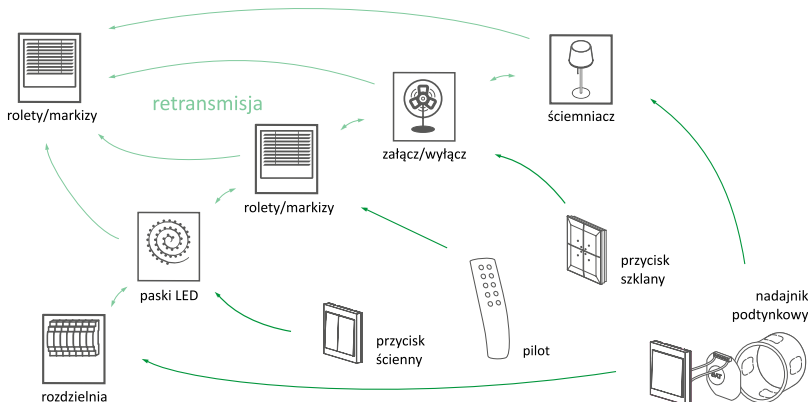 rolety/markizy
retransmisja
załącz/wyłącz
ściemniacz
rolety/markizy
paski LED
przycisk
szklany
nadajnik
podtynkowy
przycisk
ścienny
pilot
rozdzielnia